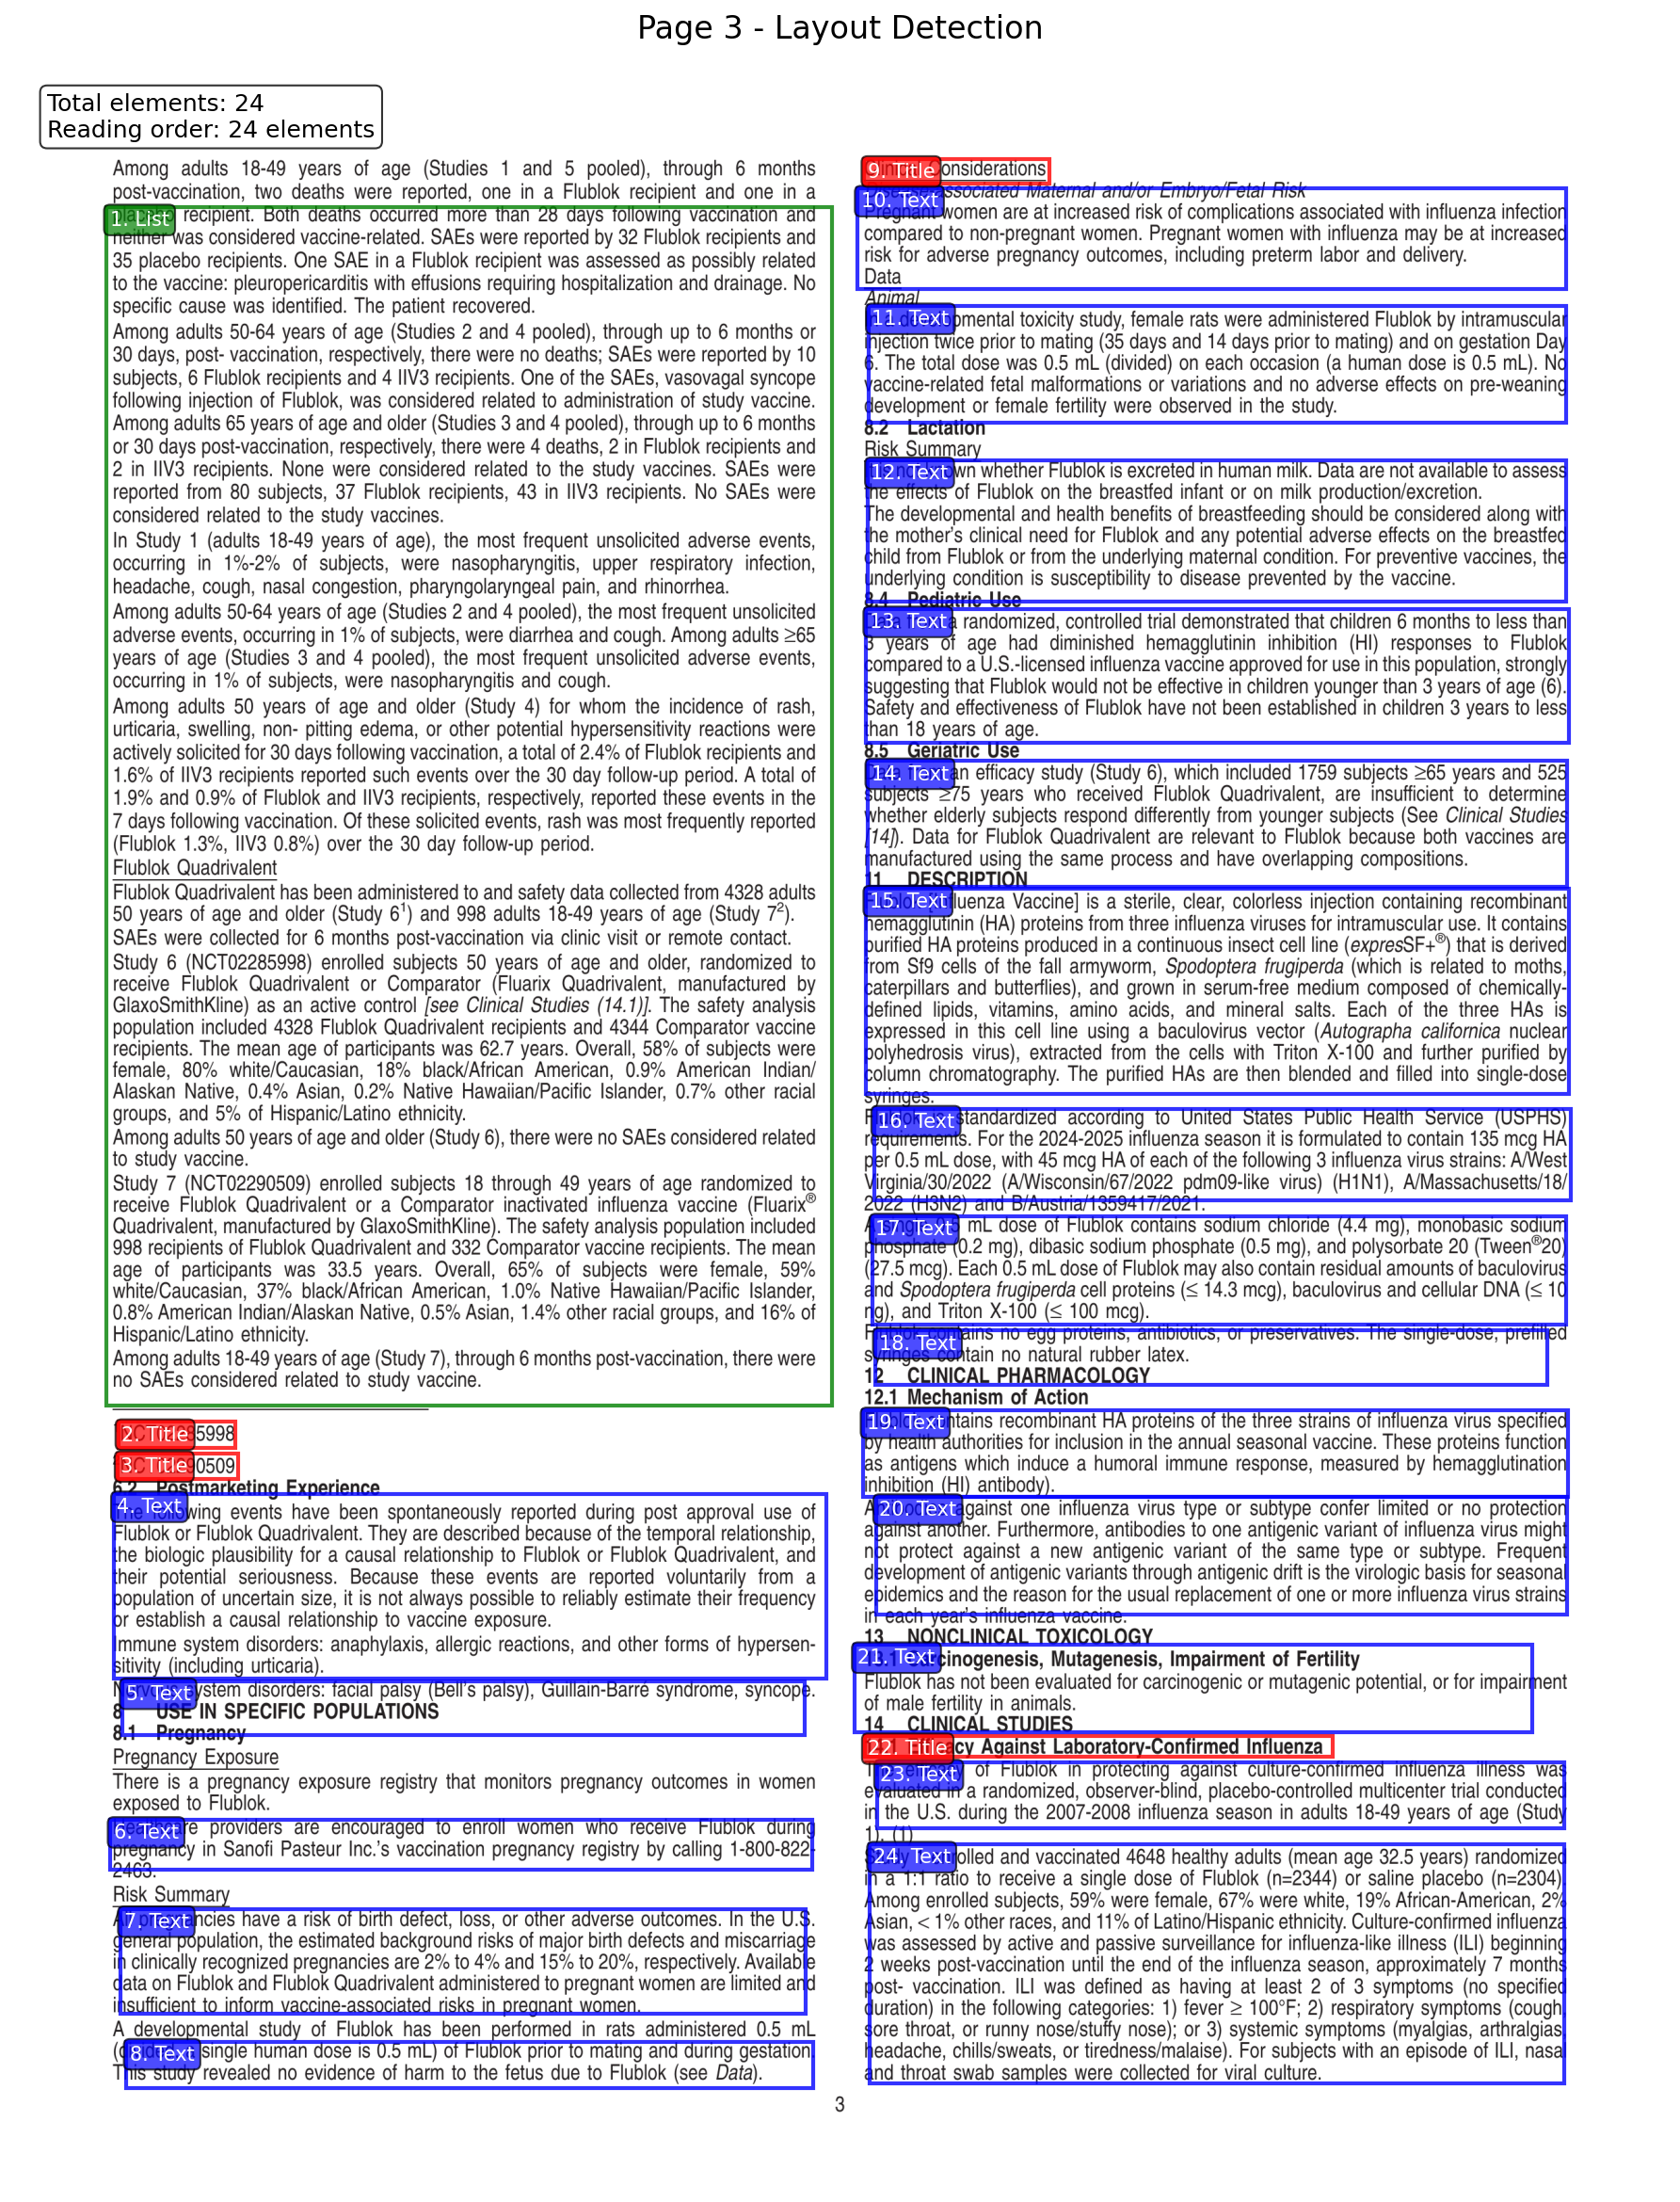 Page 3 - Layout Detection
Total elements: 24
Reading order: 24 elements
Among adults 18-49 years of age (Studies 1 and 5 pooled), through 6 months
post-vaccination, two deaths were reported, one in a Flublok recipient and one in a
1. List recipient. Both deaths occurred more than 28 days following vaccination and
neither was considered vaccine-related. SAEs were reported by 32 Flublok recipients and
35 placebo recipients. One SAE in a Flublok recipient was assessed as possibly related
to the vaccine: pleuropericarditis with effusions requiring hospitalization and drainage. No
specific cause was identified. The patient recovered.
Among adults 50-64 years of age (Studies 2 and 4 pooled), through up to 6 months or
30 days, post- vaccination, respectively, there were no deaths; SAEs were reported by 10
subjects, 6 Flublok recipients and 4 IIV3 recipients. One of the SAEs, vasovagal syncope
following injection of Flublok, was considered related to administration of study vaccine.
Among adults 65 years of age and older (Studies 3 and 4 pooled), through up to 6 months
or 30 days post-vaccination, respectively, there were 4 deaths, 2 in Flublok recipients and
2 in IIV3 recipients. None were considered related to the study vaccines. SAEs were
reported from 80 subjects, 37 Flublok recipients, 43 in IIV3 recipients. No SAEs were
considered related to the study vaccines.
In Study 1 (adults 18-49 years of age), the most frequent unsolicited adverse events,
occurring in 1%-2% of subjects, were nasopharyngitis, upper respiratory infection,
headache, cough, nasal congestion, pharyngolaryngeal pain, and rhinorrhea.
Among adults 50-64 years of age (Studies 2 and 4 pooled), the most frequent unsolicited
adverse events, occurring in 1% of subjects, were diarrhea and cough. Among adults ≥65
years of age (Studies 3 and 4 pooled), the most frequent unsolicited adverse events,
occurring in 1% of subjects, were nasopharyngitis and cough.
Among adults 50 years of age and older (Study 4) for whom the incidence of rash,
urticaria, swelling, non- pitting edema, or other potential hypersensitivity reactions were
actively solicited for 30 days following vaccination, a total of 2.4% of Flublok recipients and
1.6% of IIV3 recipients reported such events over the 30 day follow-up period. A total of
1.9% and 0.9% of Flublok and IIV3 recipients, respectively, reported these events in the
7 days following vaccination. Of these solicited events, rash was most frequently reported
(Flublok 1.3%, IIV3 0.8%) over the 30 day follow-up period.
Flublok Quadrivalent
Flublok Quadrivalent has been administered to and safety data collected from 4328 adults
50 years of age and older (Study 6¹) and 998 adults 18-49 years of age (Study 7²).
SAEs were collected for 6 months post-vaccination via clinic visit or remote contact.
Study 6 (NCT02285998) enrolled subjects 50 years of age and older, randomized to
receive Flublok Quadrivalent or Comparator (Fluarix Quadrivalent, manufactured by
GlaxoSmithKline) as an active control [see Clinical Studies (14.1)]. The safety analysis
population included 4328 Flublok Quadrivalent recipients and 4344 Comparator vaccine
recipients. The mean age of participants was 62.7 years. Overall, 58% of subjects were
female, 80% white/Caucasian, 18% black/African American, 0.9% American Indian/
Alaskan Native, 0.4% Asian, 0.2% Native Hawaiian/Pacific Islander, 0.7% other racial
groups, and 5% of Hispanic/Latino ethnicity.
Among adults 50 years of age and older (Study 6), there were no SAEs considered related
to study vaccine.
Study 7 (NCT02290509) enrolled subjects 18 through 49 years of age randomized to
receive Flublok Quadrivalent or a Comparator inactivated influenza vaccine (Fluarix®
Quadrivalent, manufactured by GlaxoSmithKline). The safety analysis population included
998 recipients of Flublok Quadrivalent and 332 Comparator vaccine recipients. The mean
age of participants was 33.5 years. Overall, 65% of subjects were female, 59%
white/Caucasian, 37% black/African American, 1.0% Native Hawaiian/Pacific Islander,
0.8% American Indian/Alaskan Native, 0.5% Asian, 1.4% other racial groups, and 16% of
Hispanic/Latino ethnicity.
Among adults 18-49 years of age (Study 7), through 6 months post-vaccination, there were
no SAEs considered related to study vaccine.
2. Title 5998
3. Title 0509
6.2 Postmarketing Experience
4. Text wing events have been spontaneously reported during post approval use of
Flublok or Flublok Quadrivalent. They are described because of the temporal relationship,
the biologic plausibility for a causal relationship to Flublok or Flublok Quadrivalent, and
their potential seriousness. Because these events are reported voluntarily from a
population of uncertain size, it is not always possible to reliably estimate their frequency
or establish a causal relationship to vaccine exposure.
Immune system disorders: anaphylaxis, allergic reactions, and other forms of hypersen-
sitivity (including urticaria).
5. Text system disorders: facial palsy (Bell's palsy), Guillain-Barré syndrome, syncope.
8 USE IN SPECIFIC POPULATIONS
8.1 Pregnancy
Pregnancy Exposure
There is a pregnancy exposure registry that monitors pregnancy outcomes in women
exposed to Flublok.
6. Text re providers are encouraged to enroll women who receive Flublok during
pregnancy in Sanofi Pasteur Inc.'s vaccination pregnancy registry by calling 1-800-822-
2463.
Risk Summary
7. Text ncies have a risk of birth defect, loss, or other adverse outcomes. In the U.S.
general population, the estimated background risks of major birth defects and miscarriage
in clinically recognized pregnancies are 2% to 4% and 15% to 20%, respectively. Available
data on Flublok and Flublok Quadrivalent administered to pregnant women are limited and
insufficient to inform vaccine-associated risks in pregnant women.
A developmental study of Flublok has been performed in rats administered 0.5 mL
8. Text single human dose is 0.5 mL) of Flublok prior to mating and during gestation.
This study revealed no evidence of harm to the fetus due to Flublok (see Data).
9. Title onsiderations
associated Maternal and/or Embryo/Fetal Risk
10. Text
Pregnant women are at increased risk of complications associated with influenza infection
compared to non-pregnant women. Pregnant women with influenza may be at increased
risk for adverse pregnancy outcomes, including preterm labor and delivery.
Data
Animal
11. Text pmental toxicity study, female rats were administered Flublok by intramuscular
injection twice prior to mating (35 days and 14 days prior to mating) and on gestation Day
6. The total dose was 0.5 mL (divided) on each occasion (a human dose is 0.5 mL). No
vaccine-related fetal malformations or variations and no adverse effects on pre-weaning
development or female fertility were observed in the study.
8.2 Lactation
Risk Summary
12. Text wn whether Flublok is excreted in human milk. Data are not available to assess
the effects of Flublok on the breastfed infant or on milk production/excretion.
The developmental and health benefits of breastfeeding should be considered along with
the mother's clinical need for Flublok and any potential adverse effects on the breastfed
child from Flublok or from the underlying maternal condition. For preventive vaccines, the
underlying condition is susceptibility to disease prevented by the vaccine.
8.4 Pediatric Use
13. Text a randomized, controlled trial demonstrated that children 6 months to less than
3 years of age had diminished hemagglutinin inhibition (HI) responses to Flublok
compared to a U.S.-licensed influenza vaccine approved for use in this population, strongly
suggesting that Flublok would not be effective in children younger than 3 years of age (6).
Safety and effectiveness of Flublok have not been established in children 3 years to less
than 18 years of age.
8.5 Geriatric Use
14. Text an efficacy study (Study 6), which included 1759 subjects ≥65 years and 525
subjects ≥75 years who received Flublok Quadrivalent, are insufficient to determine
whether elderly subjects respond differently from younger subjects (See Clinical Studies
[14]). Data for Flublok Quadrivalent are relevant to Flublok because both vaccines are
manufactured using the same process and have overlapping compositions.
11 DESCRIPTION
15. Text fluenza Vaccine] is a sterile, clear, colorless injection containing recombinant
hemagglutinin (HA) proteins from three influenza viruses for intramuscular use. It contains
purified HA proteins produced in a continuous insect cell line (expresSF+®) that is derived
from Sf9 cells of the fall armyworm, Spodoptera frugiperda (which is related to moths,
caterpillars and butterflies), and grown in serum-free medium composed of chemically-
defined lipids, vitamins, amino acids, and mineral salts. Each of the three HAs is
expressed in this cell line using a baculovirus vector (Autographa californica nuclear
polyhedrosis virus), extracted from the cells with Triton X-100 and further purified by
column chromatography. The purified HAs are then blended and filled into single-dose
syringes.
16. Text standardized according to United States Public Health Service (USPHS)
requirements. For the 2024-2025 influenza season it is formulated to contain 135 mcg HA
per 0.5 mL dose, with 45 mcg HA of each of the following 3 influenza virus strains: A/West
Virginia/30/2022 (A/Wisconsin/67/2022 pdm09-like virus) (H1N1), A/Massachusetts/18/
2022 (H3N2) and B/Austria/1359417/2021.
17. Text mL dose of Flublok contains sodium chloride (4.4 mg), monobasic sodium
phosphate (0.2 mg), dibasic sodium phosphate (0.5 mg), and polysorbate 20 (Tween®20)
(27.5 mcg). Each 0.5 mL dose of Flublok may also contain residual amounts of baculovirus
and Spodoptera frugiperda cell proteins (≤ 14.3 mcg), baculovirus and cellular DNA (≤ 10
ng), and Triton X-100 (≤ 100 mcg).
18. Text tains no egg proteins, antibiotics, or preservatives. The single-dose, prefilled
syringes contain no natural rubber latex.
12 CLINICAL PHARMACOLOGY
12.1 Mechanism of Action
19. Text ntains recombinant HA proteins of the three strains of influenza virus specified
by health authorities for inclusion in the annual seasonal vaccine. These proteins function
as antigens which induce a humoral immune response, measured by hemagglutination
inhibition (HI) antibody).
20. Text against one influenza virus type or subtype confer limited or no protection
against another. Furthermore, antibodies to one antigenic variant of influenza virus might
not protect against a new antigenic variant of the same type or subtype. Frequent
development of antigenic variants through antigenic drift is the virologic basis for seasonal
epidemics and the reason for the usual replacement of one or more influenza virus strains
in each year's influenza vaccine.
13 NONCLINICAL TOXICOLOGY
21. Text cinogenesis, Mutagenesis, Impairment of Fertility
Flublok has not been evaluated for carcinogenic or mutagenic potential, or for impairment
of male fertility in animals.
14 CLINICAL STUDIES
22. Title cy Against Laboratory-Confirmed Influenza
23. Text of Flublok in protecting against culture-confirmed influenza illness was
evaluated in a randomized, observer-blind, placebo-controlled multicenter trial conducted
in the U.S. during the 2007-2008 influenza season in adults 18-49 years of age (Study
1). (1)
24. Text rolled and vaccinated 4648 healthy adults (mean age 32.5 years) randomized
in a 1:1 ratio to receive a single dose of Flublok (n=2344) or saline placebo (n=2304).
Among enrolled subjects, 59% were female, 67% were white, 19% African-American, 2%
Asian, < 1% other races, and 11% of Latino/Hispanic ethnicity. Culture-confirmed influenza
was assessed by active and passive surveillance for influenza-like illness (ILI) beginning
2 weeks post-vaccination until the end of the influenza season, approximately 7 months
post- vaccination. ILI was defined as having at least 2 of 3 symptoms (no specified
duration) in the following categories: 1) fever ≥ 100°F; 2) respiratory symptoms (cough,
sore throat, or runny nose/stuffy nose); or 3) systemic symptoms (myalgias, arthralgias,
headache, chills/sweats, or tiredness/malaise). For subjects with an episode of ILI, nasal
and throat swab samples were collected for viral culture.
3